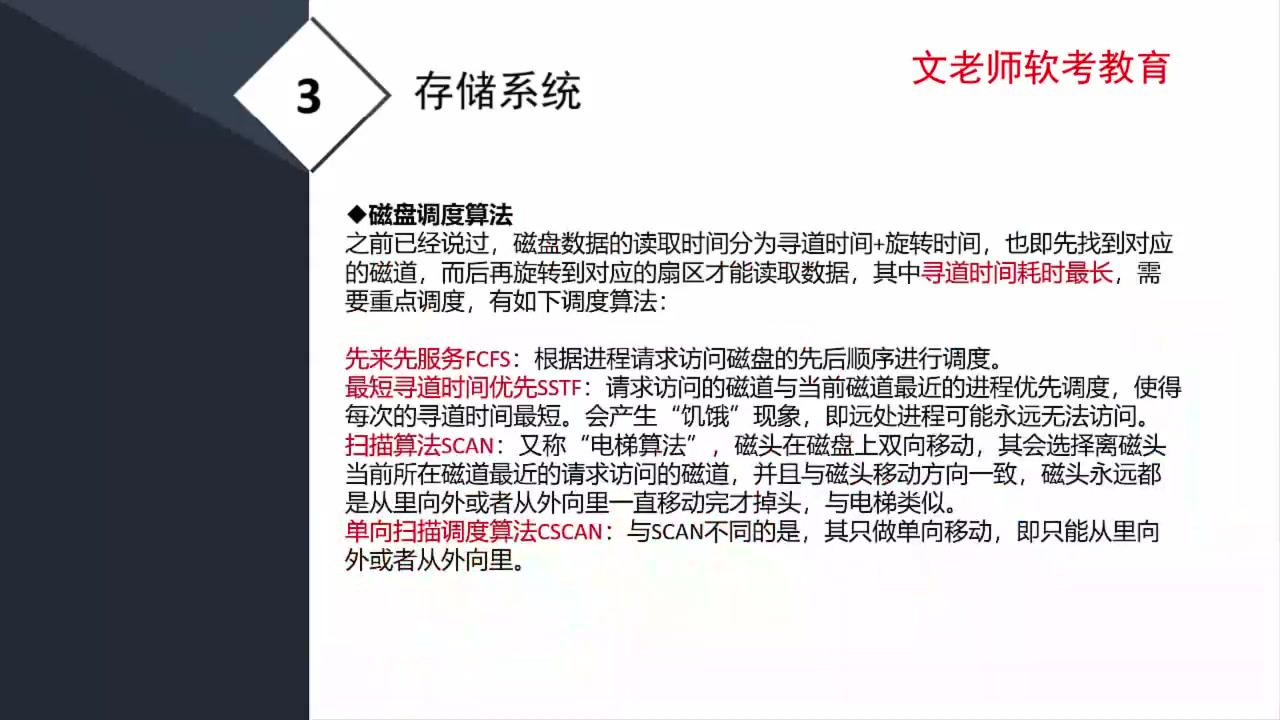 3
存储系统
文老师软考教育
◆磁盘调度算法
之前已经说过，磁盘数据的读取时间分为寻道时间+旋转时间，也即先找到对应
的磁道，而后再旋转到对应的扇区才能读取数据，其中寻道时间耗时最长，需
要重点调度，有如下调度算法：
先来先服务FCFS：根据进程请求访问磁盘的先后顺序进行调度。
最短寻道时间优先SSTF：请求访问的磁道与当前磁道最近的进程优先调度，使得
每次的寻道时间最短。会产生“饥饿”现象，即远处进程可能永远无法访问。
扫描算法SCAN：又称“电梯算法”，磁头在磁盘上双向移动，其会选择离磁头
当前所在磁道最近的请求访问的磁道，并且与磁头移动方向一致，磁头永远都
是从里向外或者从外向里一直移动完才掉头，与电梯类似。
单向扫描调度算法CSCAN：与SCAN不同的是，其只做单向移动，即只能从里向
外或者从外向里。